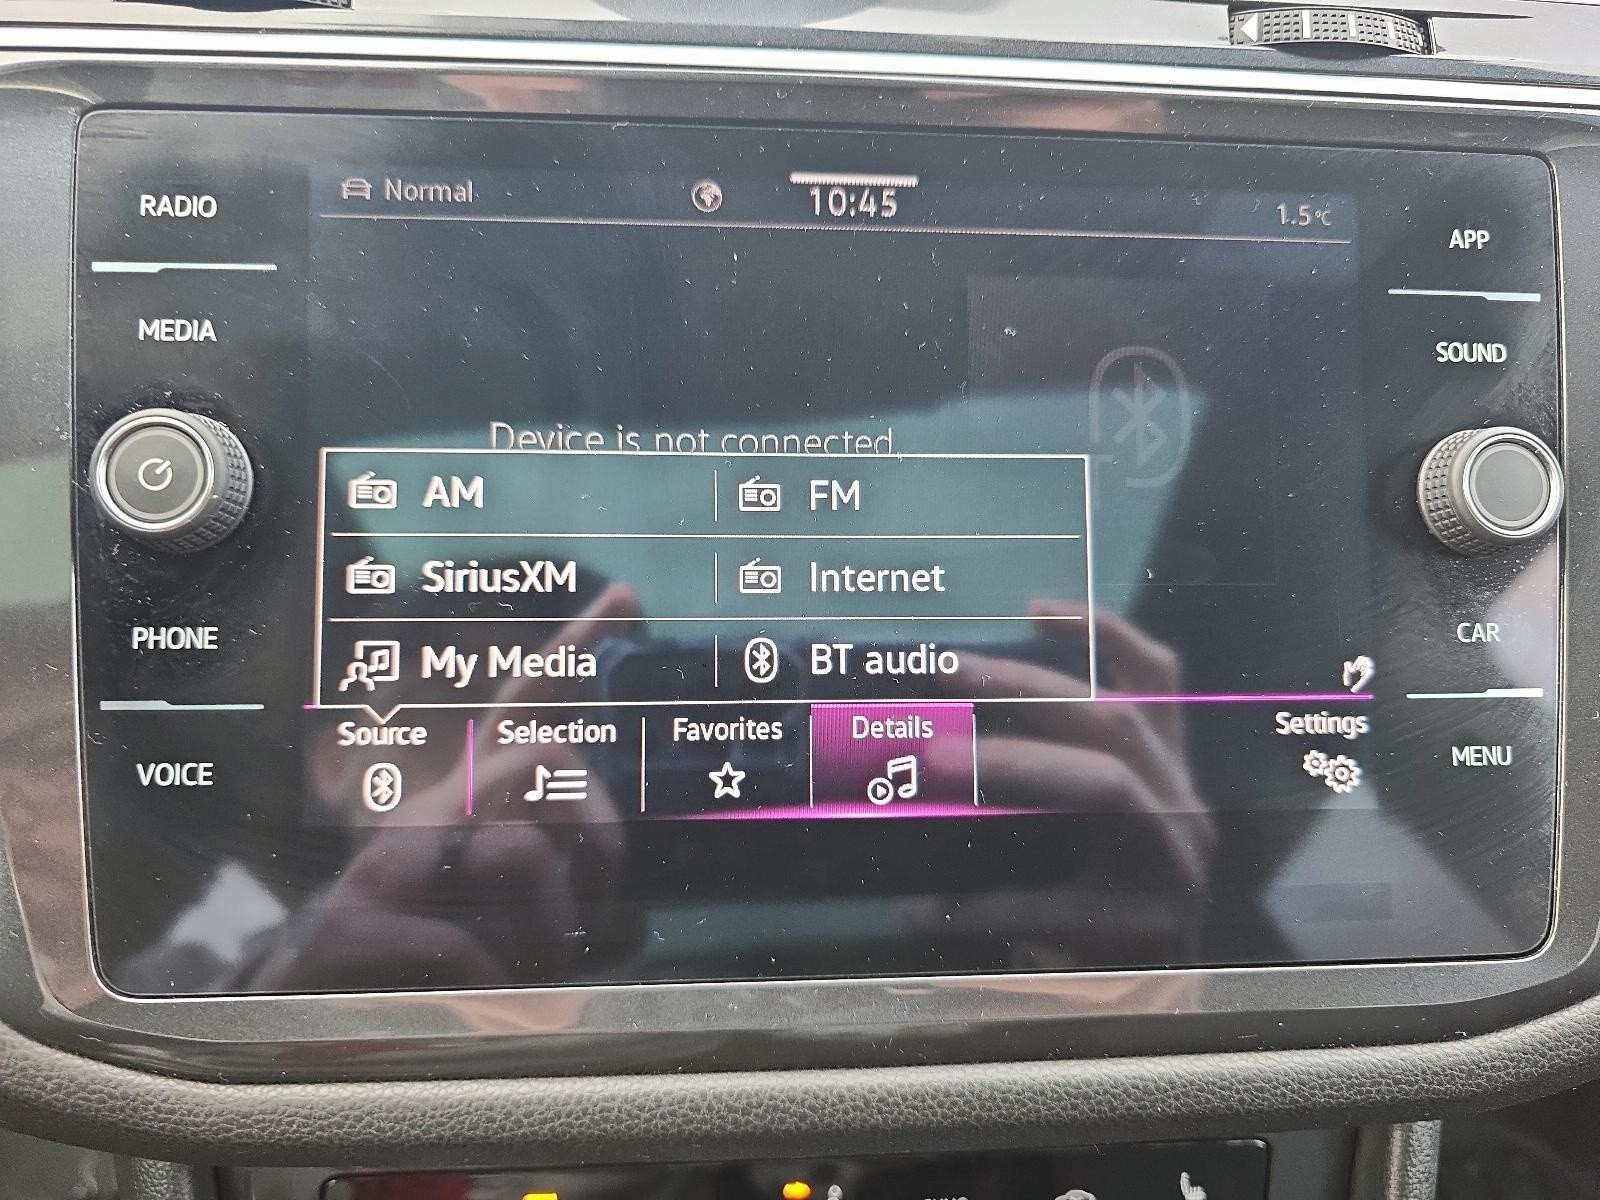 RADIO
MEDIA
PHONE
VOICE
Normal
10:45
1.5°C
Device is not connected.
AM
FM
SiriusXM
Internet
My Media
BT audio
Source
Selection
Favorites
Details
Settings
APP
SOUND
CAR
MENU